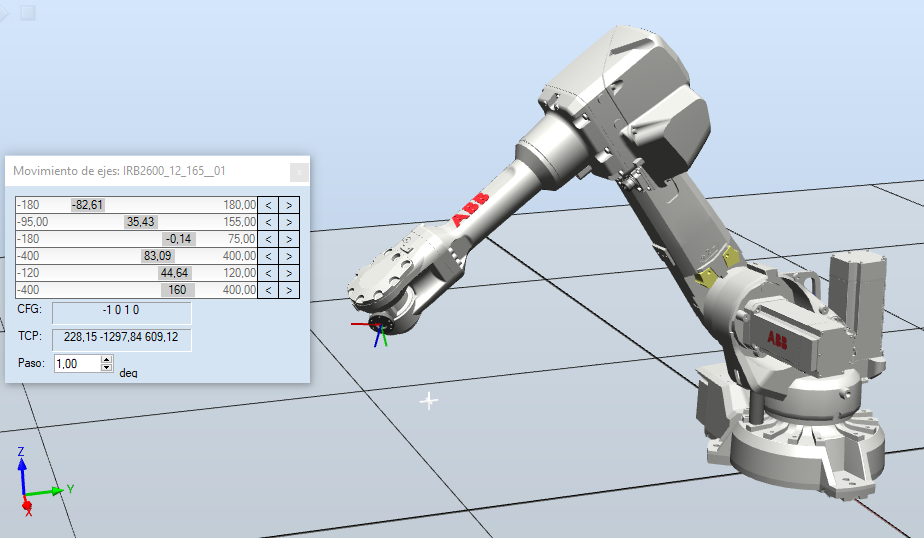 Movimiento de ejes: IRB2600_12_165__01
x
-180 -82,61 180,00 < >
-95,00 35,43 155,00 < >
-180 -0,14 75,00 < >
-400 83,09 400,00 < >
-120 44,64 120,00 < >
-400 160 400,00 < >
CFG: -1 0 1 0
TCP: 228,15 -1297,84 609,12
Paso: 1,00 deg
ABB
ABB
Z
Y
X